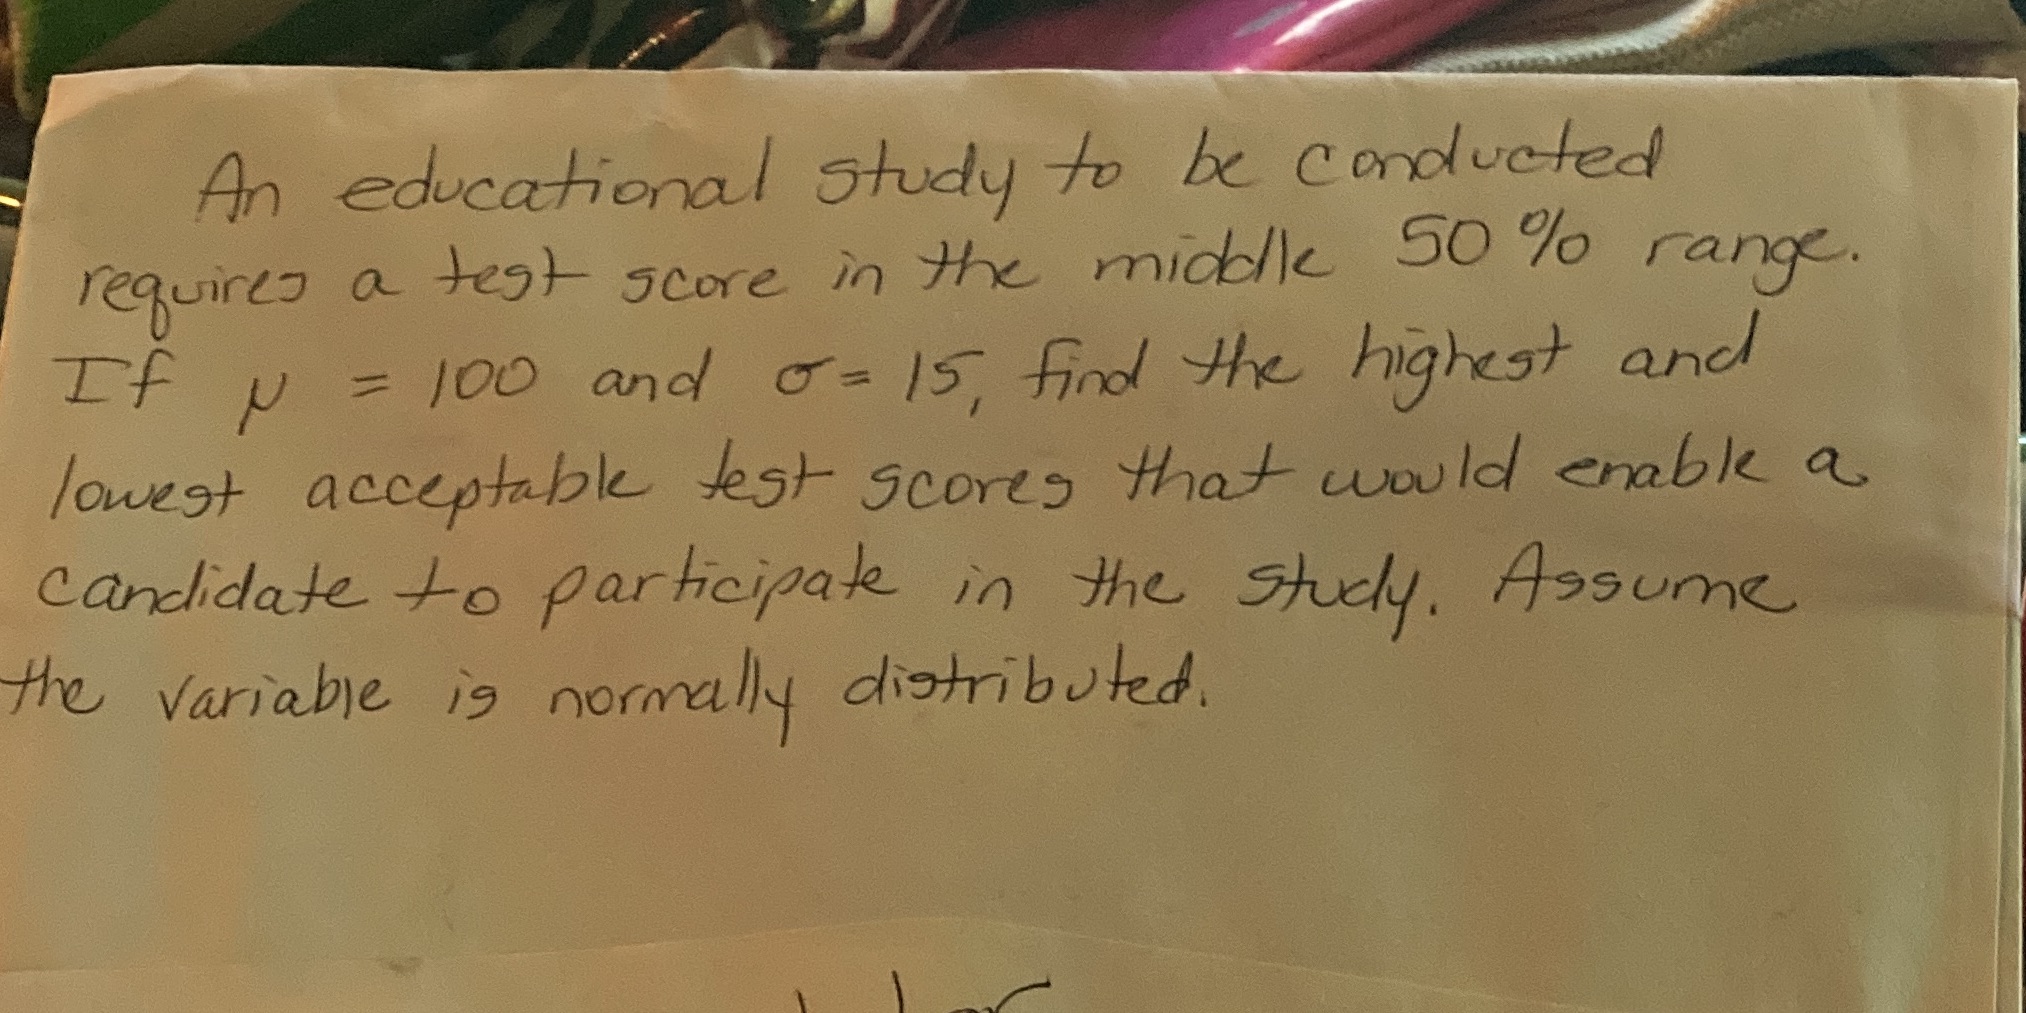 An educational study to be conducted
requires a test score in the middle 50% range.
If μ = 100 and σ = 15, find the highest and
lowest acceptable test scores that would enable a
candidate to participate in the study. Assume
the variable is normally distributed.